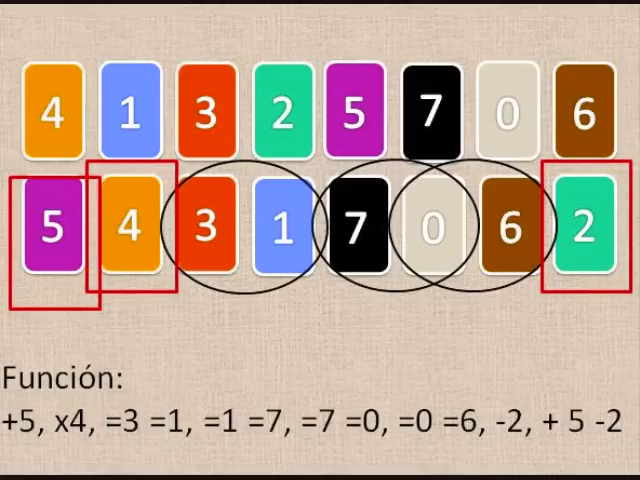 4 1 3 2 5 7 0 6
5 4 3 1 7 0 6 2
Función:
+5, x4, =3 =1, =1 =7, =7 =0, =0 =6, -2, + 5 -2